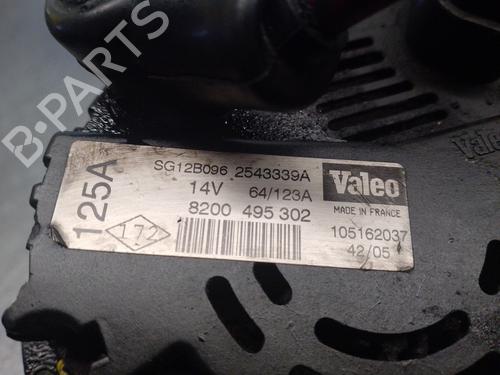 B-PARTS
125A
SG12B096 2543339A
14V 64/123A
8200 495 302
172
Valeo
MADE IN FRANCE
105162037
42/05
Valeo